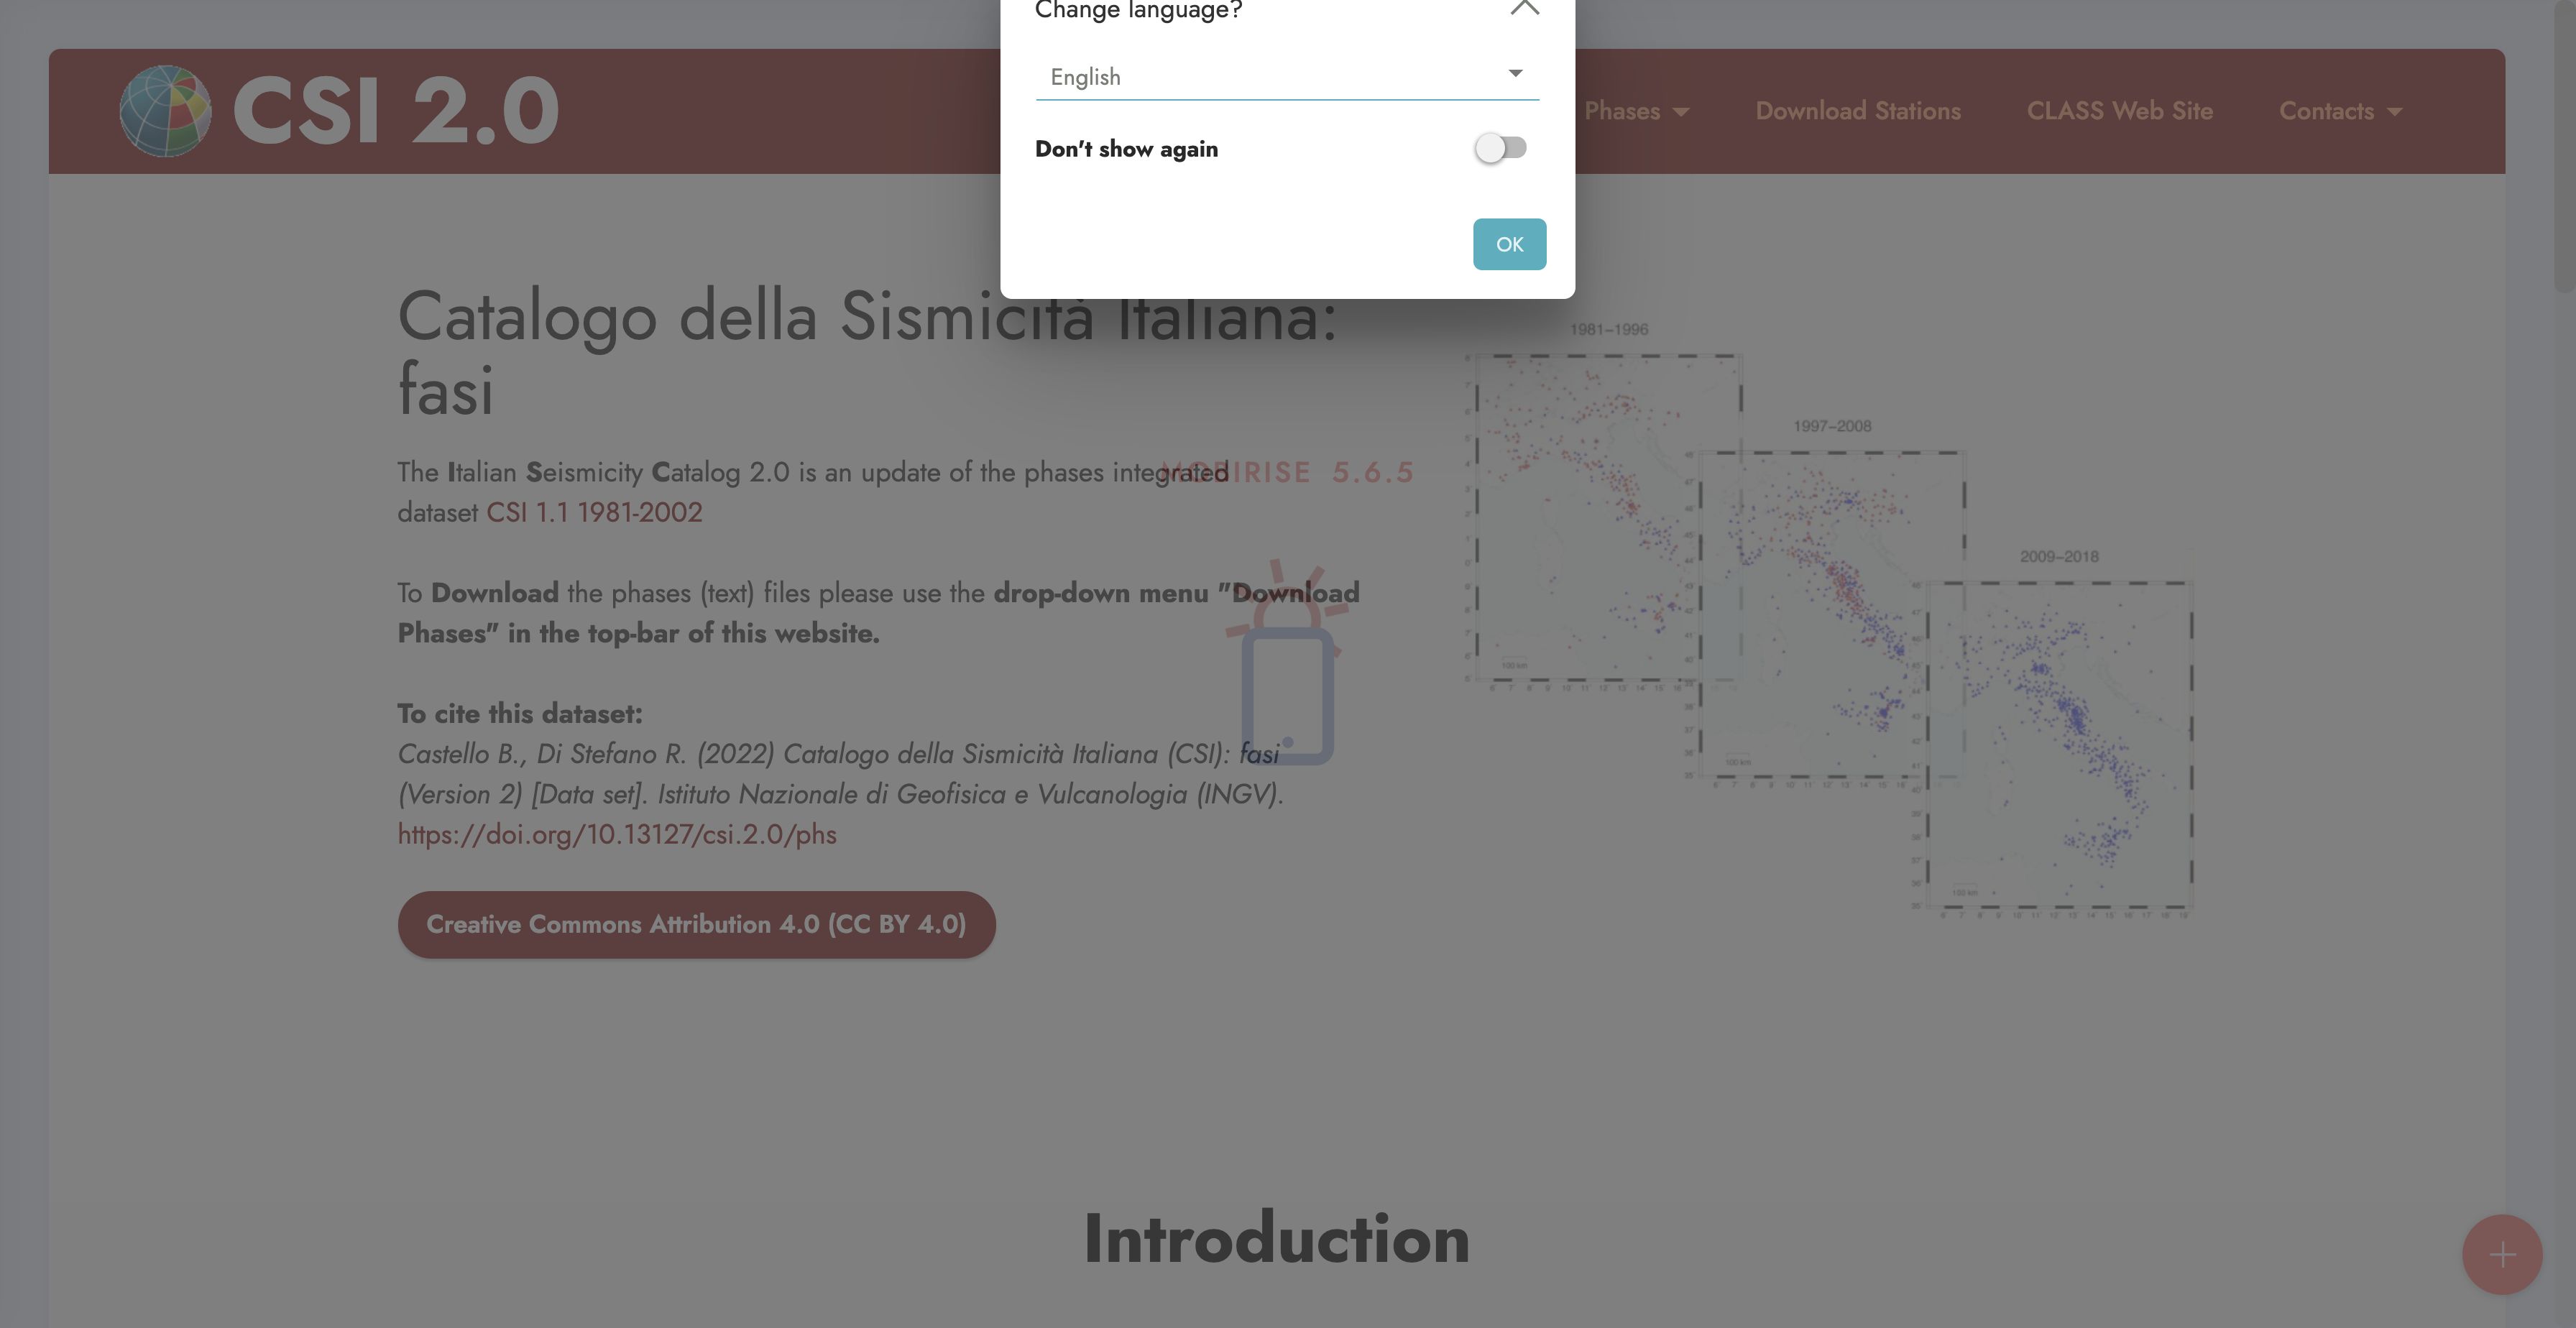 Change language?
English
Don't show again
OK
CSI 2.0
Phases
Download Stations
CLASS Web Site
Contacts
Catalogo della Sismicità Italiana:
fasi
The Italian Seismicity Catalog 2.0 is an update of the phases integrated
dataset CSI 1.1 1981-2002
MOBIRISE 5.6.5
To Download the phases (text) files please use the drop-down menu "Download
Phases" in the top-bar of this website.
To cite this dataset:
Castello B., Di Stefano R. (2022) Catalogo della Sismicità Italiana (CSI): fasi
(Version 2) [Data set]. Istituto Nazionale di Geofisica e Vulcanologia (INGV).
https://doi.org/10.13127/csi.2.0/phs
Creative Commons Attribution 4.0 (CC BY 4.0)
1981–1996
1997–2008
2009–2018
100 km
100 km
100 km
Introduction